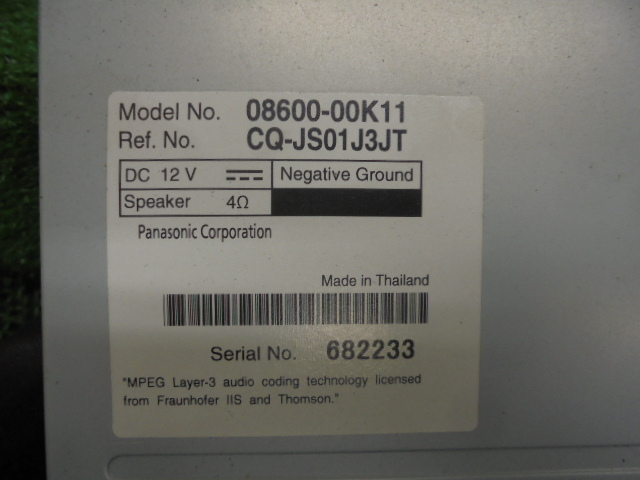 Model No. 08600-00K11
Ref. No. CQ-JS01J3JT
DC 12 V ⎓ Negative Ground
Speaker 4Ω
Panasonic Corporation
Made in Thailand
Serial No. 682233
"MPEG Layer-3 audio coding technology licensed
from Fraunhofer IIS and Thomson."